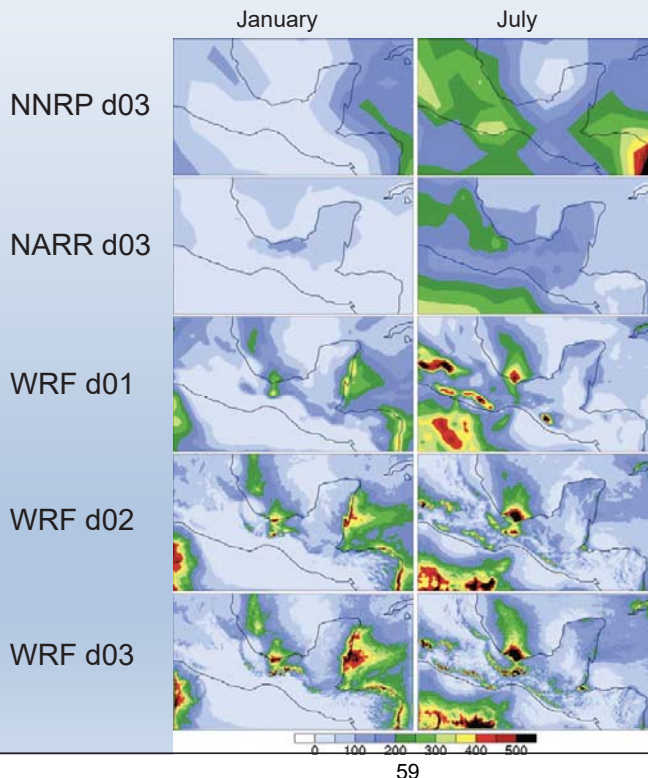 January July
NNRP d03
NARR d03
WRF d01
WRF d02
WRF d03
0 100 200 300 400 500
59